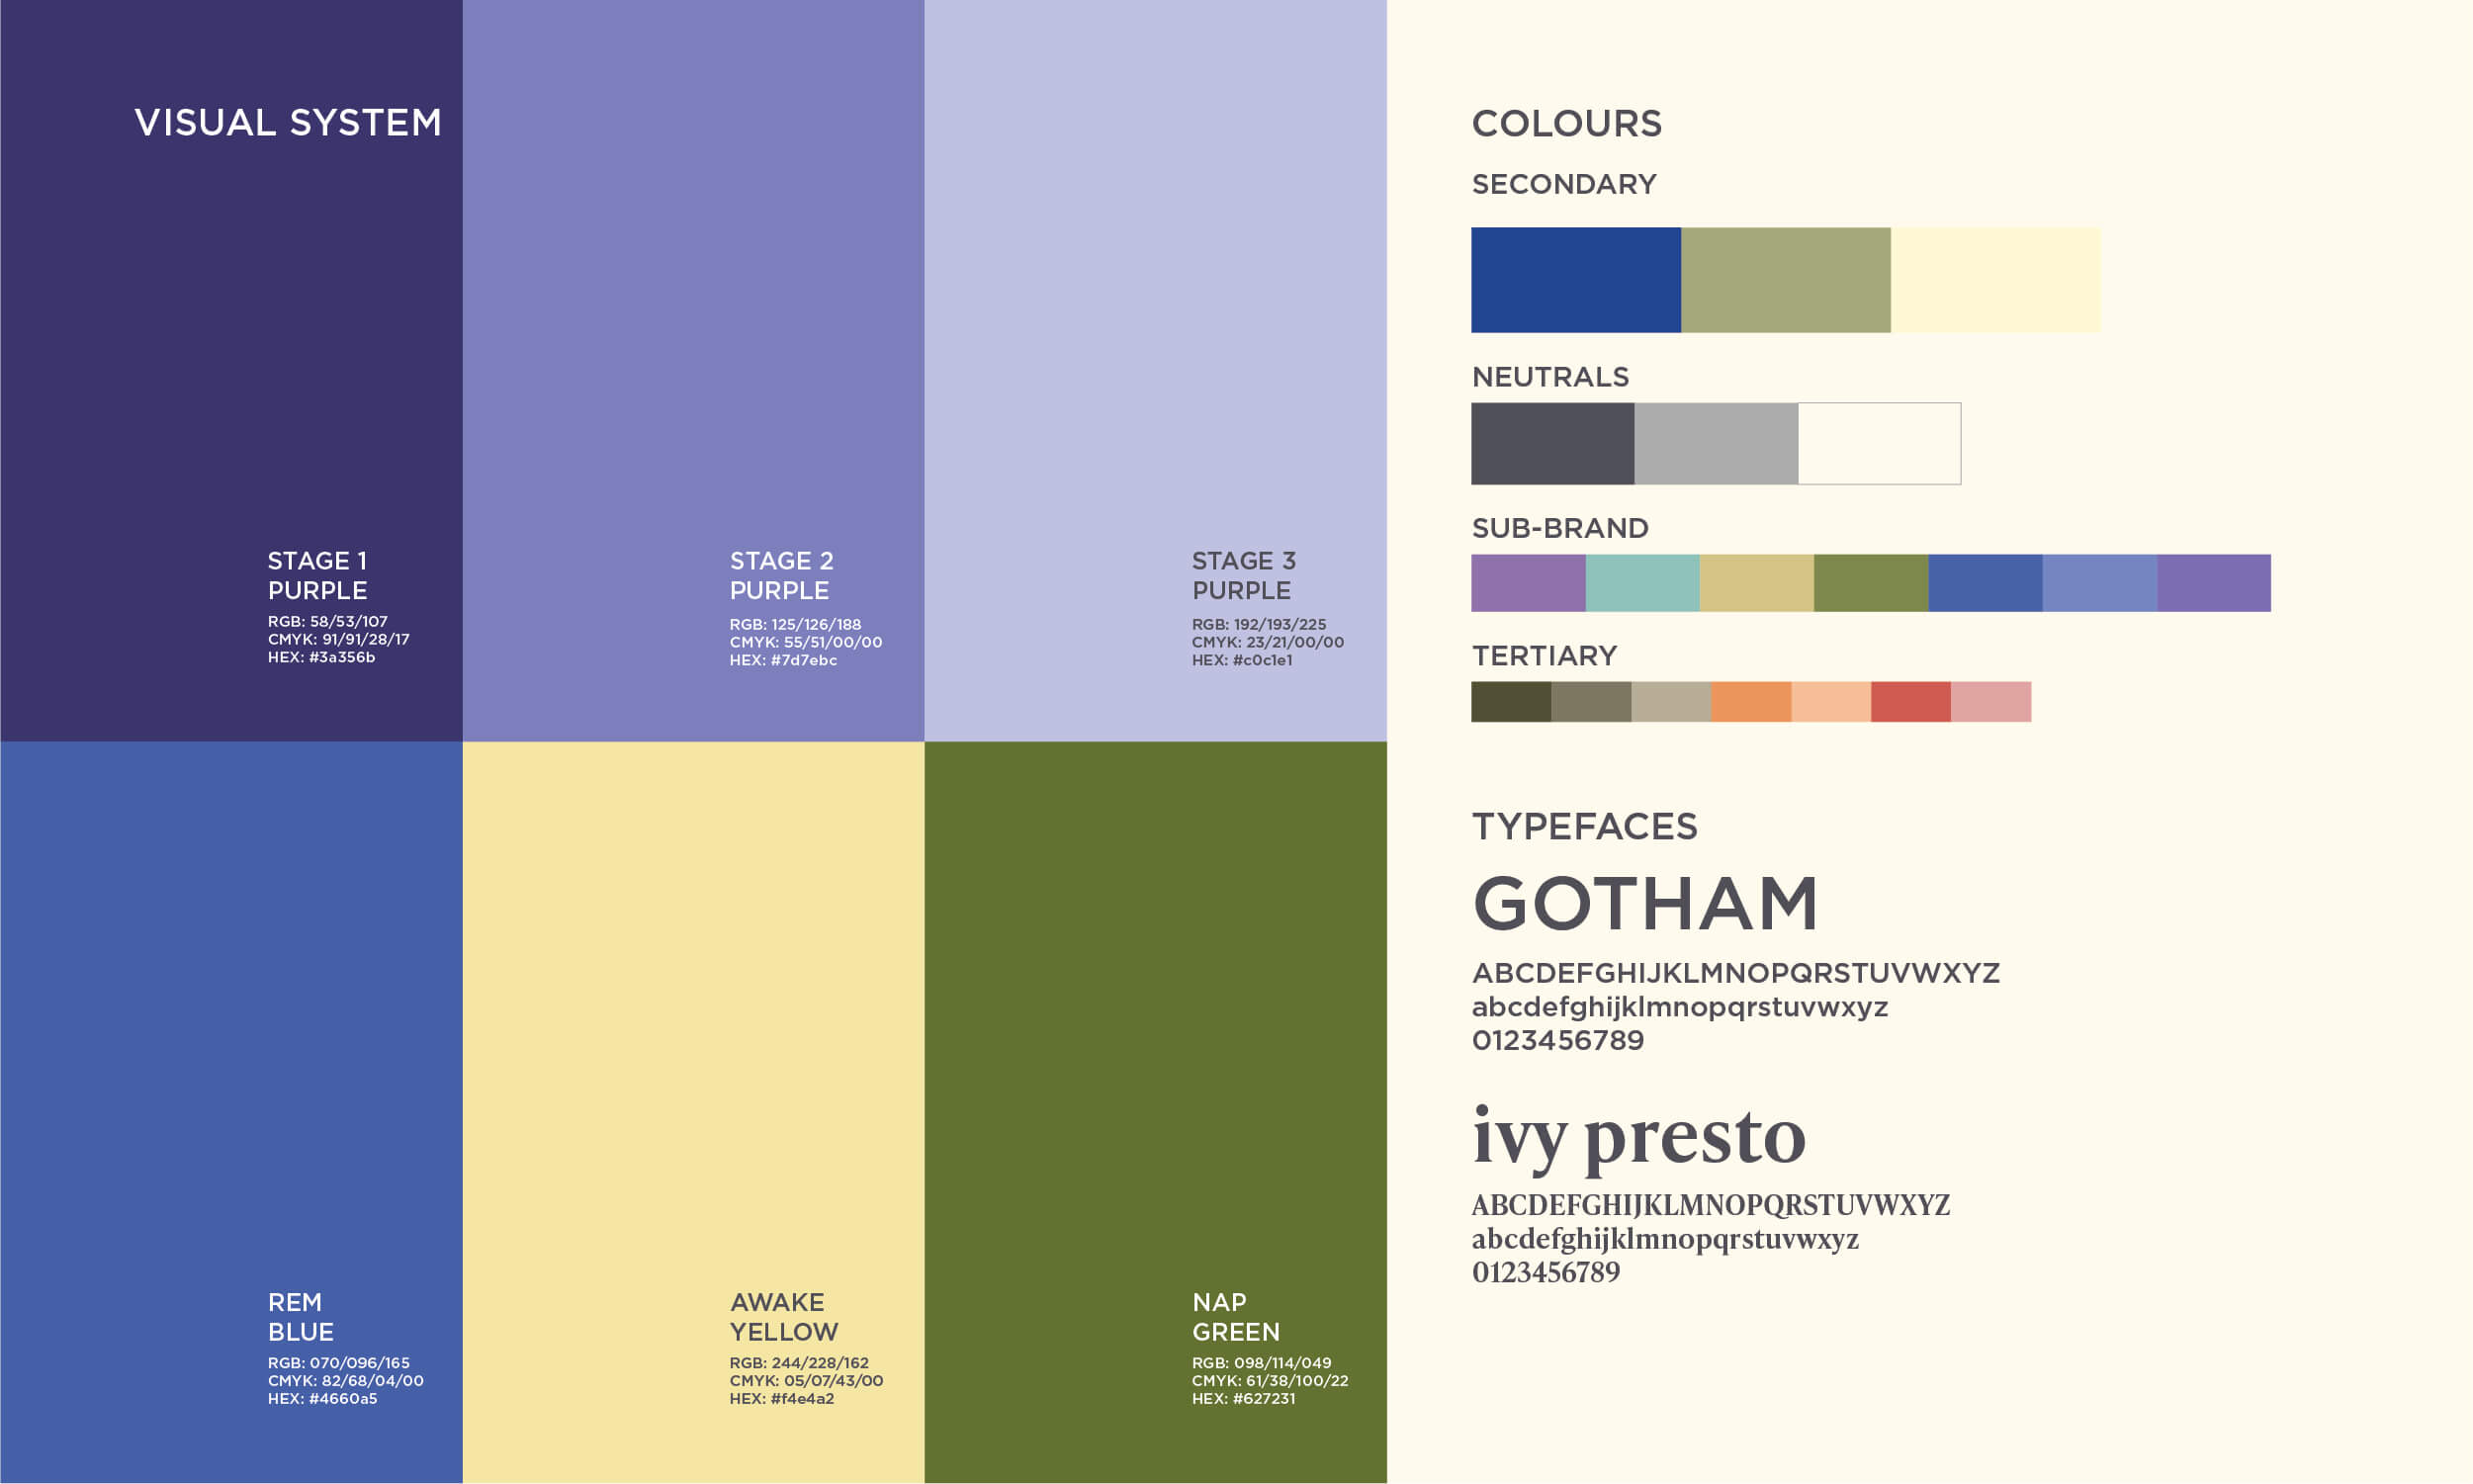 VISUAL SYSTEM
STAGE 1
PURPLE
RGB: 58/53/107
CMYK: 91/91/28/17
HEX: #3a356b
STAGE 2
PURPLE
RGB: 125/126/188
CMYK: 55/51/00/00
HEX: #7d7ebc
STAGE 3
PURPLE
RGB: 192/193/225
CMYK: 23/21/00/00
HEX: #c0c1e1
REM
BLUE
RGB: 070/096/165
CMYK: 82/68/04/00
HEX: #4660a5
AWAKE
YELLOW
RGB: 244/228/162
CMYK: 05/07/43/00
HEX: #f4e4a2
NAP
GREEN
RGB: 098/114/049
CMYK: 61/38/100/22
HEX: #627231
COLOURS
SECONDARY
NEUTRALS
SUB-BRAND
TERTIARY
TYPEFACES
GOTHAM
ABCDEFGHIJKLMNOPQRSTUVWXYZ
abcdefghijklmnopqrstuvwxyz
0123456789
ivy presto
ABCDEFGHIJKLMNOPQRSTUVWXYZ
abcdefghijklmnopqrstuvwxyz
0123456789